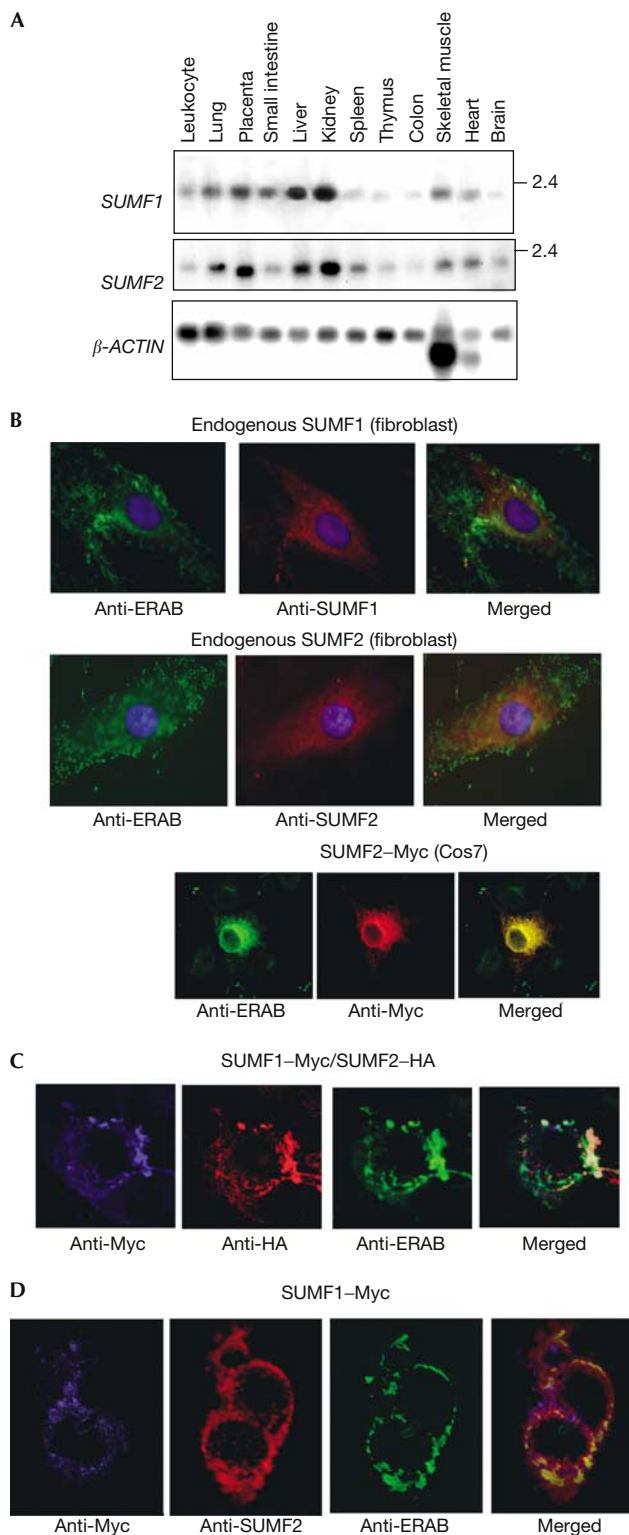 A
Leukocyte
Lung
Placenta
Small intestine
Liver
Kidney
Spleen
Thymus
Colon
Skeletal muscle
Heart
Brain
SUMF1
2.4
SUMF2
2.4
β-ACTIN
B
Endogenous SUMF1 (fibroblast)
Anti-ERAB Anti-SUMF1 Merged
Endogenous SUMF2 (fibroblast)
Anti-ERAB Anti-SUMF2 Merged
SUMF2–Myc (Cos7)
Anti-ERAB Anti-Myc Merged
C
SUMF1–Myc/SUMF2–HA
Anti-Myc Anti-HA Anti-ERAB Merged
D
SUMF1–Myc
Anti-Myc Anti-SUMF2 Anti-ERAB Merged